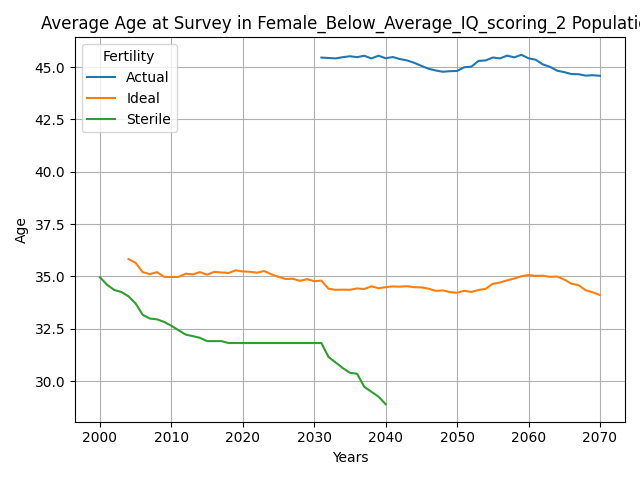 Average Age at Survey in Female_Below_Average_IQ_scoring_2 Populatio
Fertility
Actual
Ideal
Sterile
45.0
42.5
40.0
37.5
35.0
32.5
30.0
Age
2000 2010 2020 2030 2040 2050 2060 2070
Years